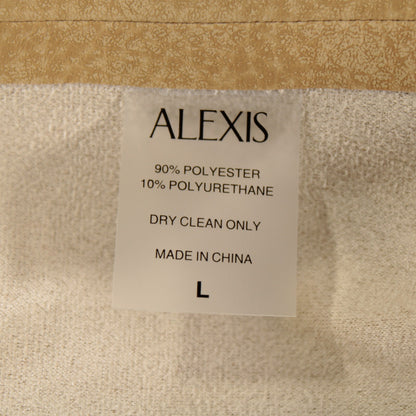 ALEXIS
90% POLYESTER
10% POLYURETHANE
DRY CLEAN ONLY
MADE IN CHINA
L